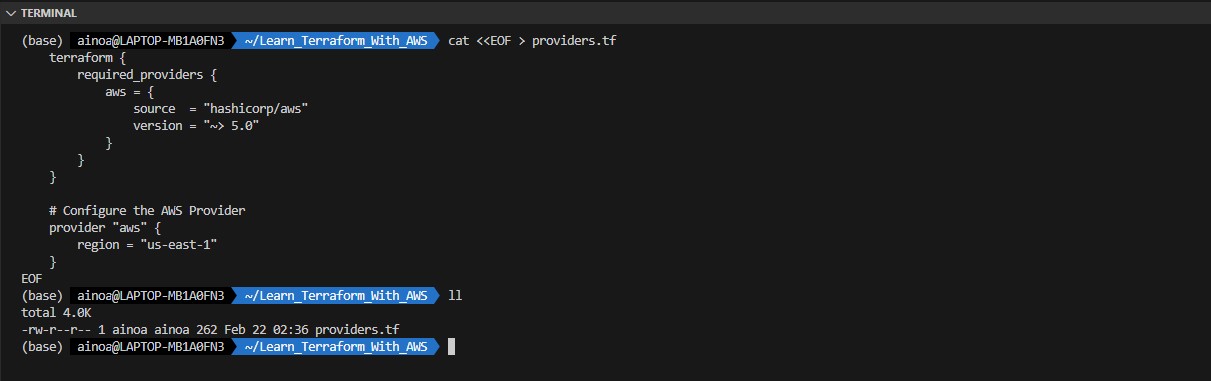 TERMINAL
(base) ainoa@LAPTOP-MB1A0FN3 ~/Learn_Terraform_With_AWS cat <<EOF > providers.tf
    terraform {
        required_providers {
            aws = {
                source  = "hashicorp/aws"
                version = "~> 5.0"
            }
        }
    }

    # Configure the AWS Provider
    provider "aws" {
        region = "us-east-1"
    }
EOF
(base) ainoa@LAPTOP-MB1A0FN3 ~/Learn_Terraform_With_AWS ll
total 4.0K
-rw-r--r-- 1 ainoa ainoa 262 Feb 22 02:36 providers.tf
(base) ainoa@LAPTOP-MB1A0FN3 ~/Learn_Terraform_With_AWS